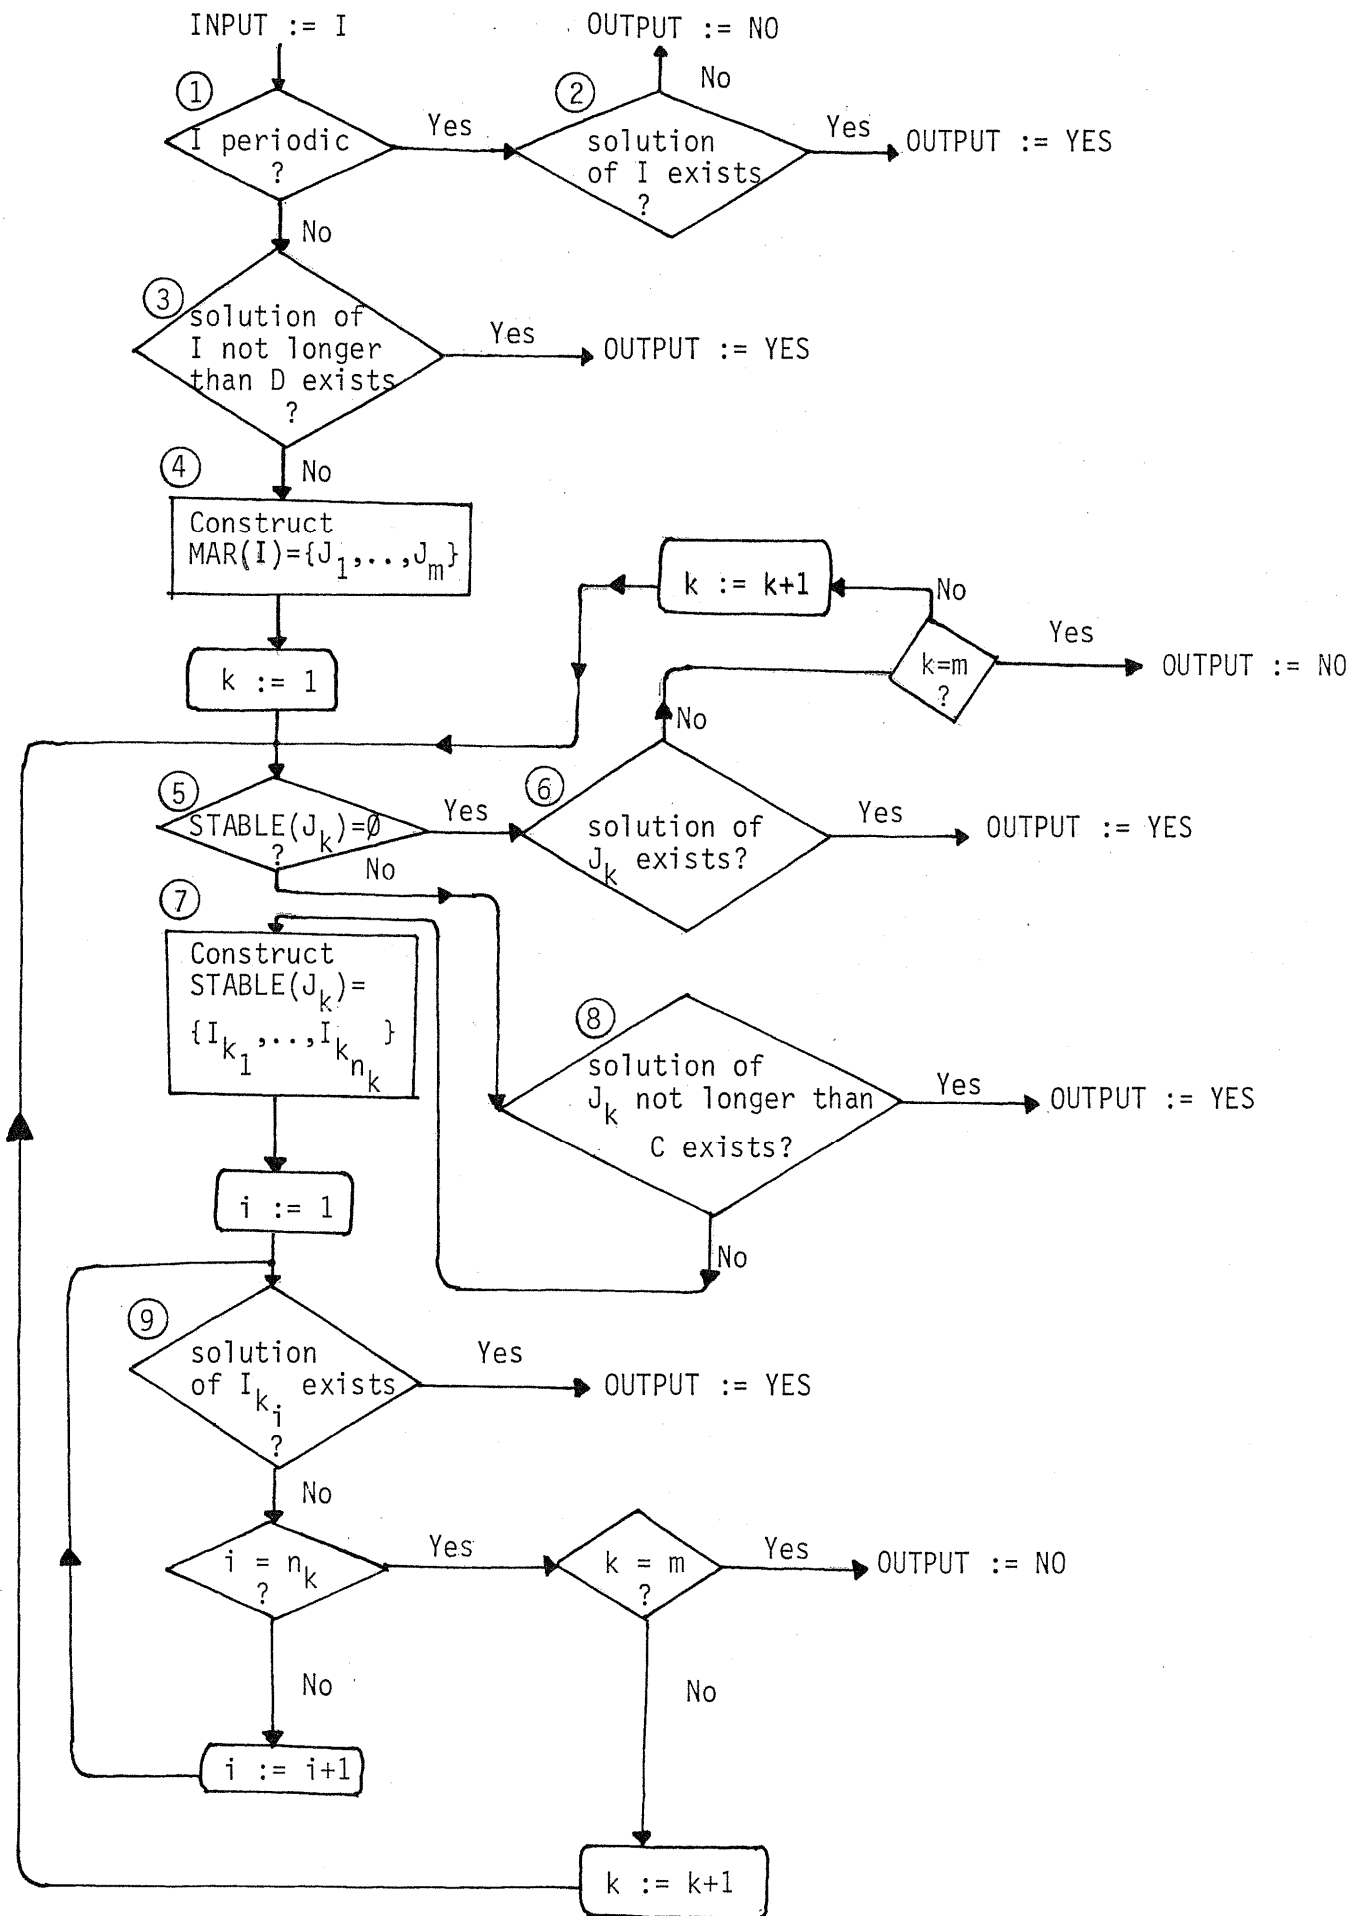 INPUT := I
OUTPUT := NO
1
I periodic
?
Yes
2
No
solution
of I exists
?
Yes
OUTPUT := YES
No
3
solution of
I not longer
than D exists
?
Yes
OUTPUT := YES
No
4
Construct
MAR(I)={J1,..,Jm}
k := k+1
No
k=m
?
Yes
OUTPUT := NO
k := 1
No
5
STABLE(Jk)=∅
?
Yes
No
6
solution of
Jk exists?
Yes
OUTPUT := YES
7
Construct
STABLE(Jk)=
{Ik1,..,Iknk}
8
solution of
Jk not longer than
C exists?
Yes
OUTPUT := YES
No
i := 1
9
solution
of Iki exists
?
Yes
OUTPUT := YES
No
i = nk
?
Yes
k = m
?
Yes
OUTPUT := NO
No
No
i := i+1
k := k+1